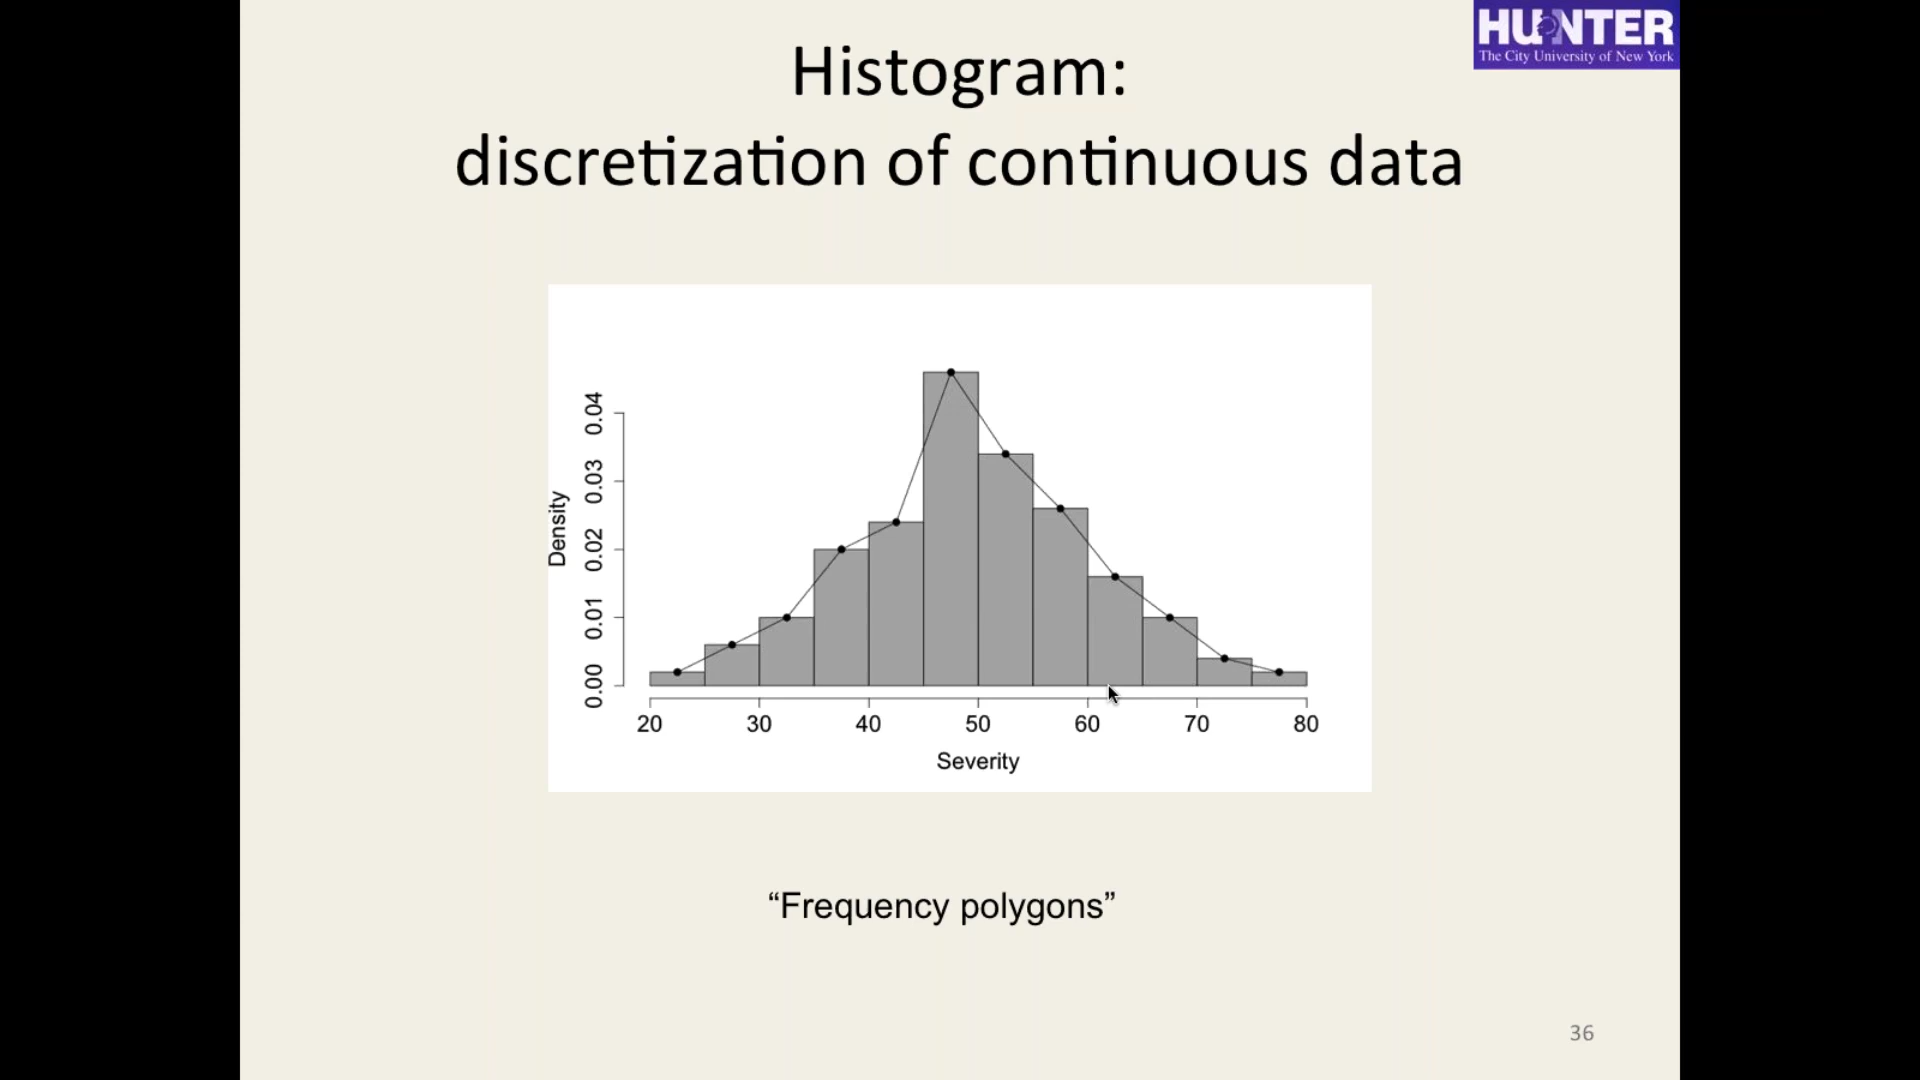 HUNTER
The City University of New York
Histogram:
discretization of continuous data
Density
0.04
0.03
0.02
0.01
0.00
20 30 40 50 60 70 80
Severity
“Frequency polygons”
36